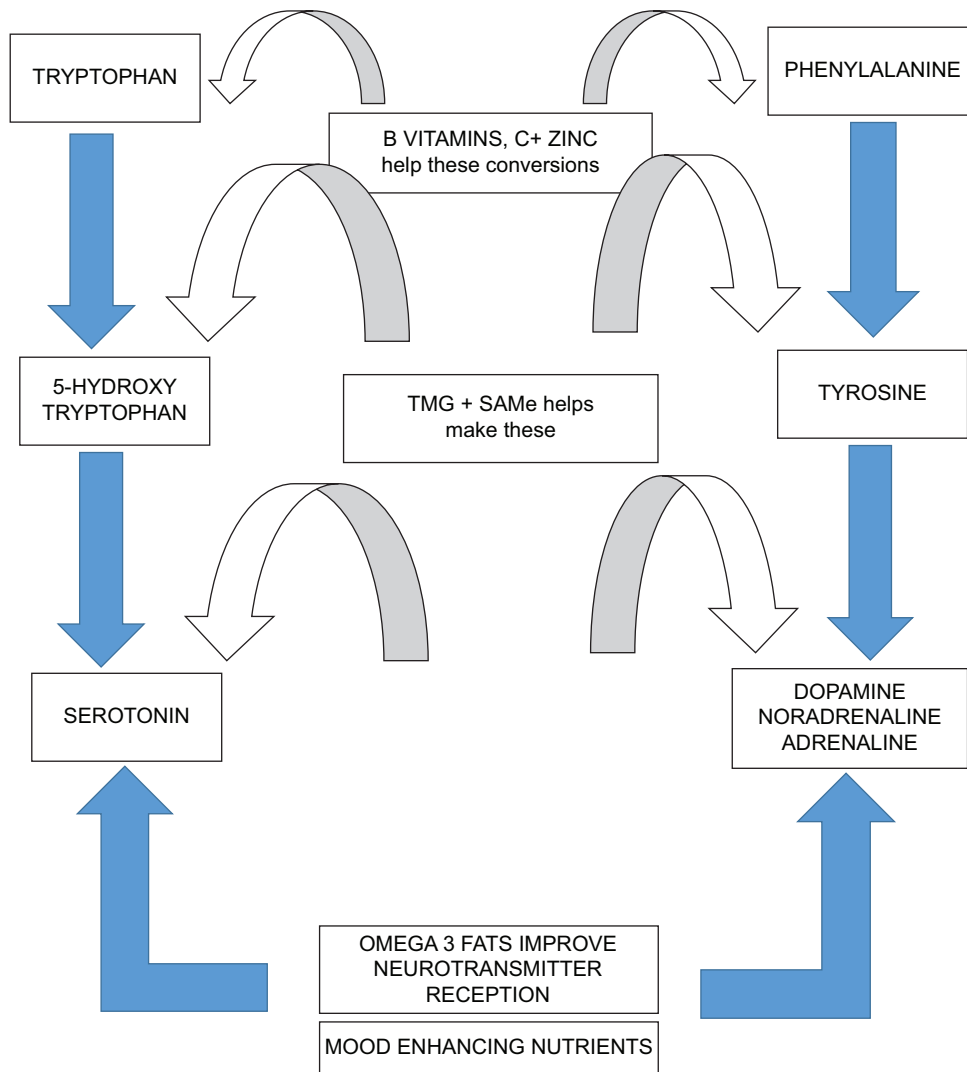 TRYPTOPHAN
PHENYLALANINE
B VITAMINS, C+ ZINC
help these conversions
5-HYDROXY
TRYPTOPHAN
TMG + SAMe helps
make these
TYROSINE
SEROTONIN
DOPAMINE
NORADRENALINE
ADRENALINE
OMEGA 3 FATS IMPROVE
NEUROTRANSMITTER
RECEPTION
MOOD ENHANCING NUTRIENTS